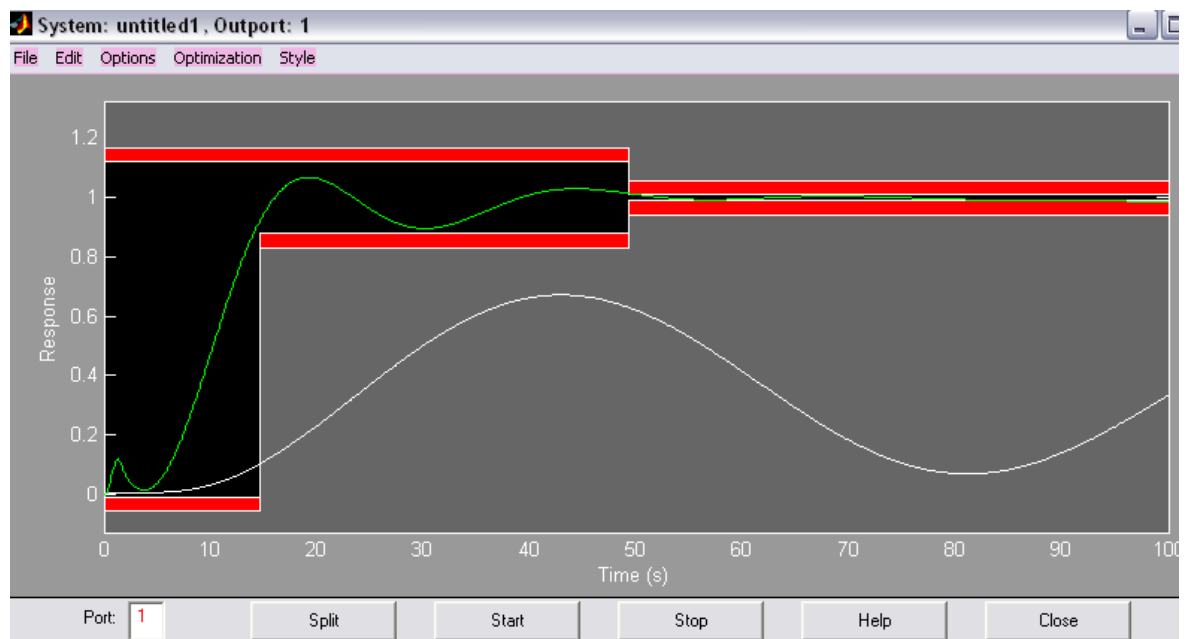 System: untitled1, Outport: 1
File Edit Options Optimization Style
1.2
1
0.8
0.6
0.4
0.2
0
Response
0 10 20 30 40 50 60 70 80 90 100
Time (s)
Port: 1 Split Start Stop Help Close